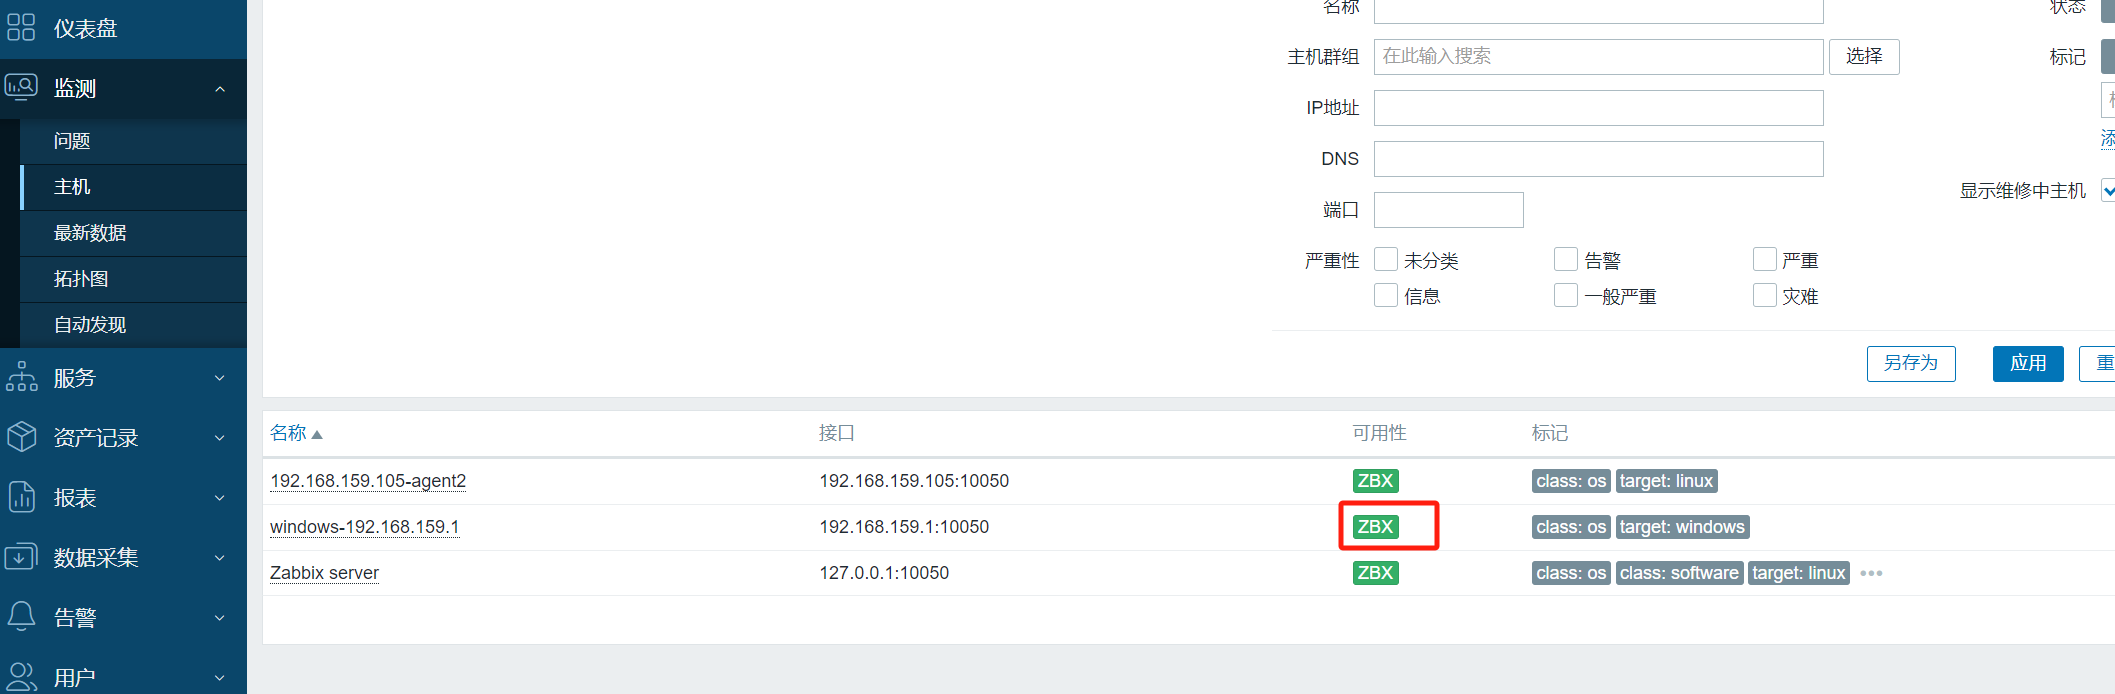 仪表盘
监测
问题
主机
最新数据
拓扑图
自动发现
服务
资产记录
报表
数据采集
告警
用户
名称
状态
主机群组 在此输入搜索 选择
标记
IP地址
DNS
显示维修中主机
端口
严重性 未分类 告警 严重
信息 一般严重 灾难
另存为 应用 重
名称 接口 可用性 标记
192.168.159.105-agent2 192.168.159.105:10050 ZBX class: os target: linux
windows-192.168.159.1 192.168.159.1:10050 ZBX class: os target: windows
Zabbix server 127.0.0.1:10050 ZBX class: os class: software target: linux •••